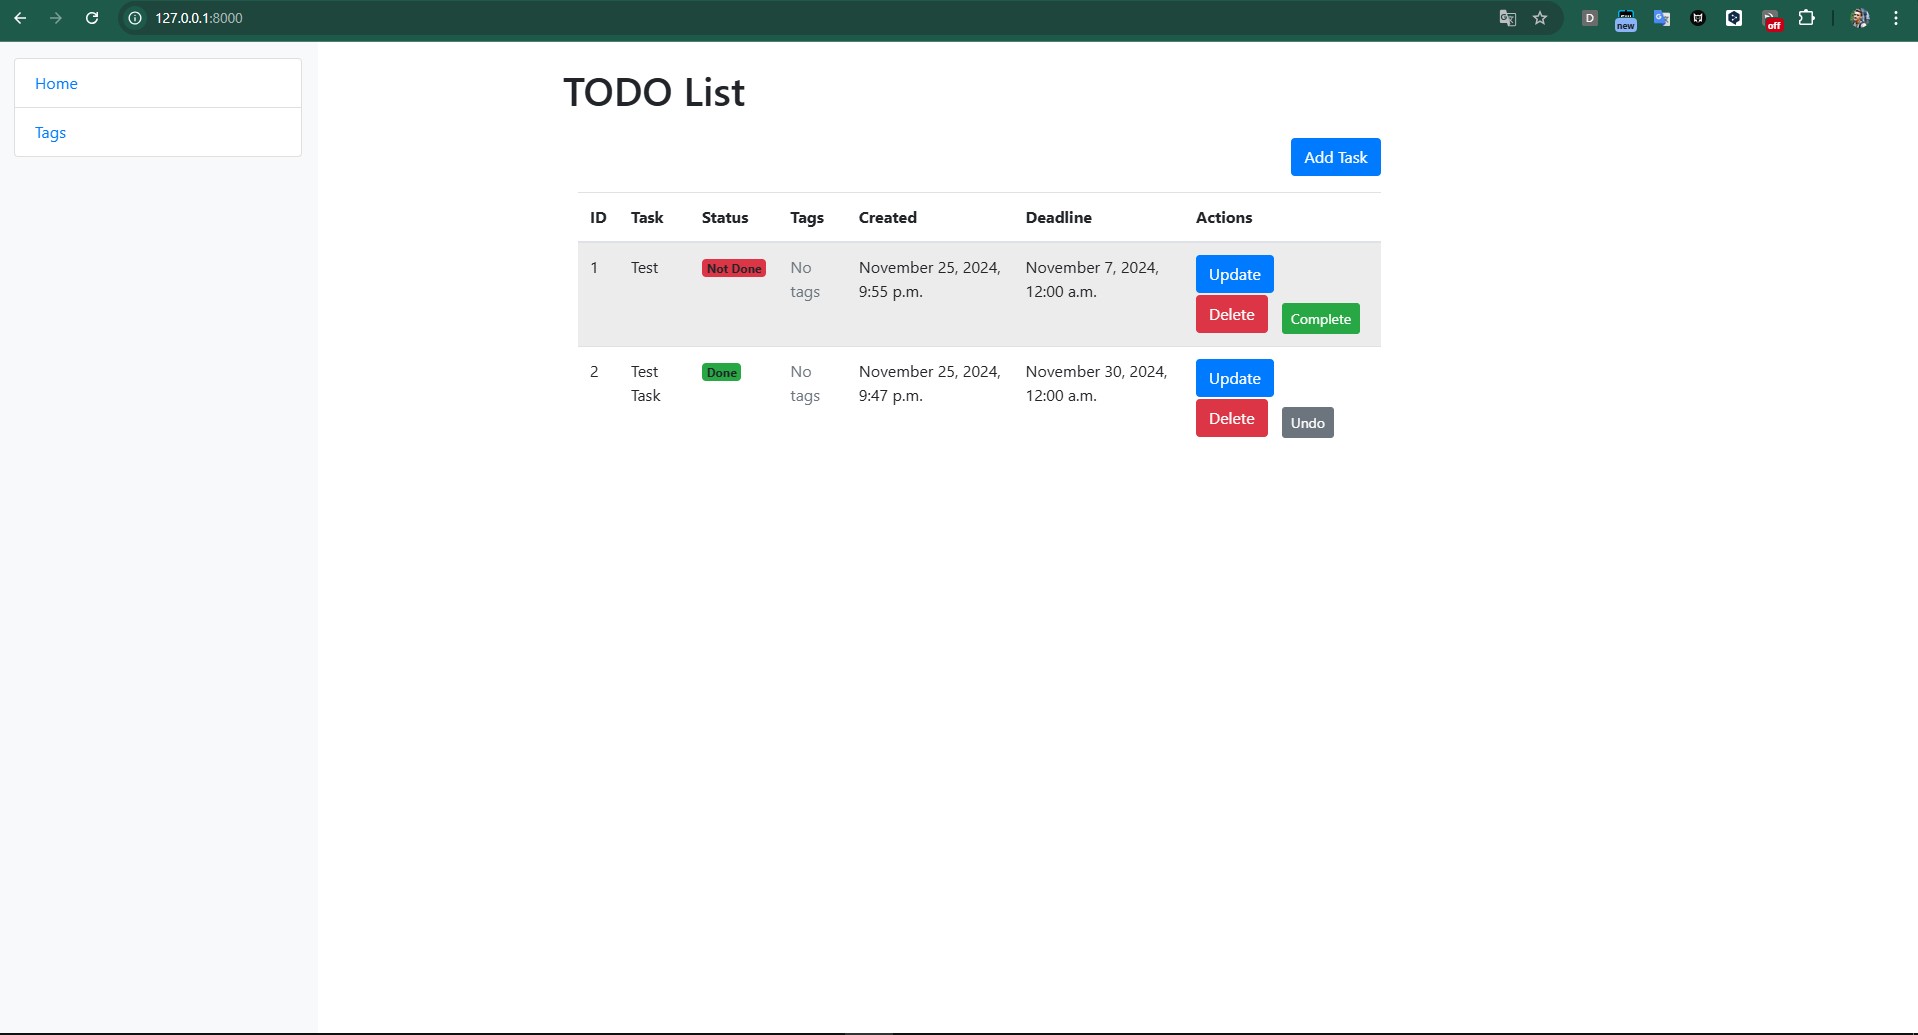 127.0.0.1:8000
D
new
off
Home
Tags
TODO List
Add Task
ID Task Status Tags Created Deadline Actions
1 Test Not Done No tags November 25, 2024, 9:55 p.m. November 7, 2024, 12:00 a.m. Update Delete Complete
2 Test Task Done No tags November 25, 2024, 9:47 p.m. November 30, 2024, 12:00 a.m. Update Delete Undo